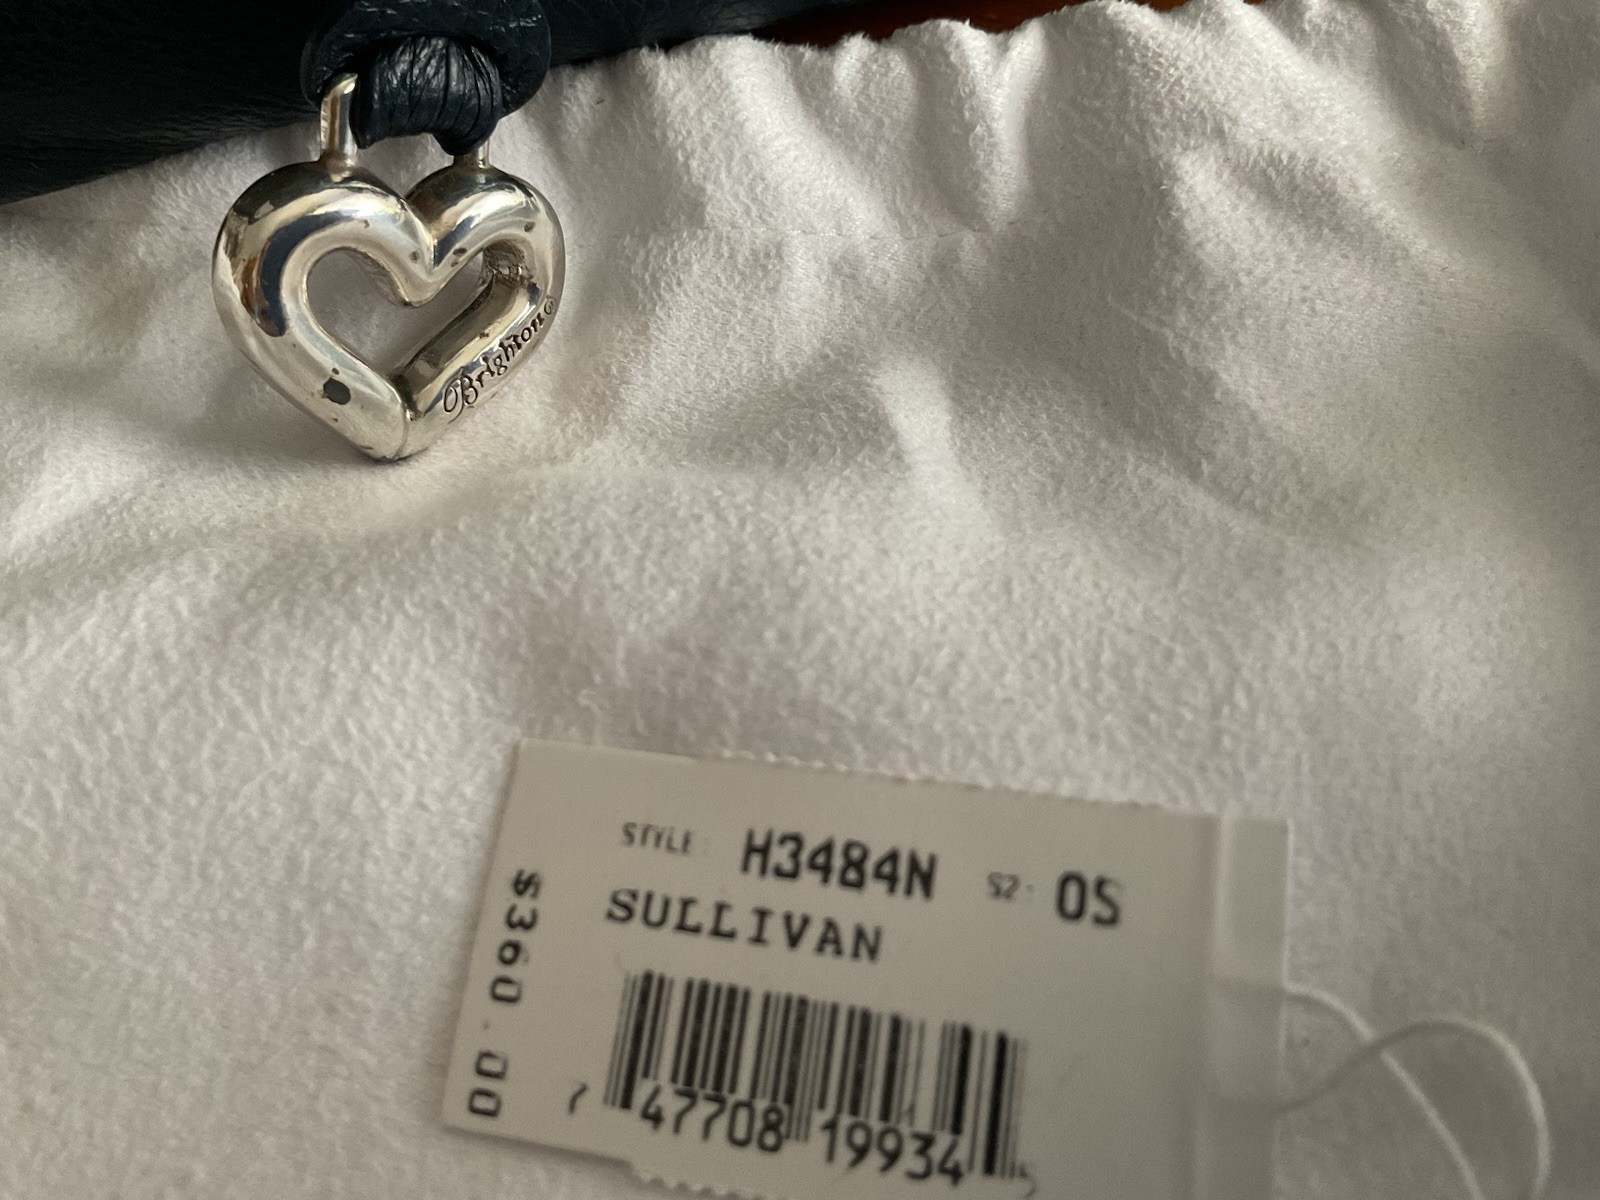 Brighton®
STYLE: H3484N SZ: OS
SULLIVAN
$360.00
7 47708 19934